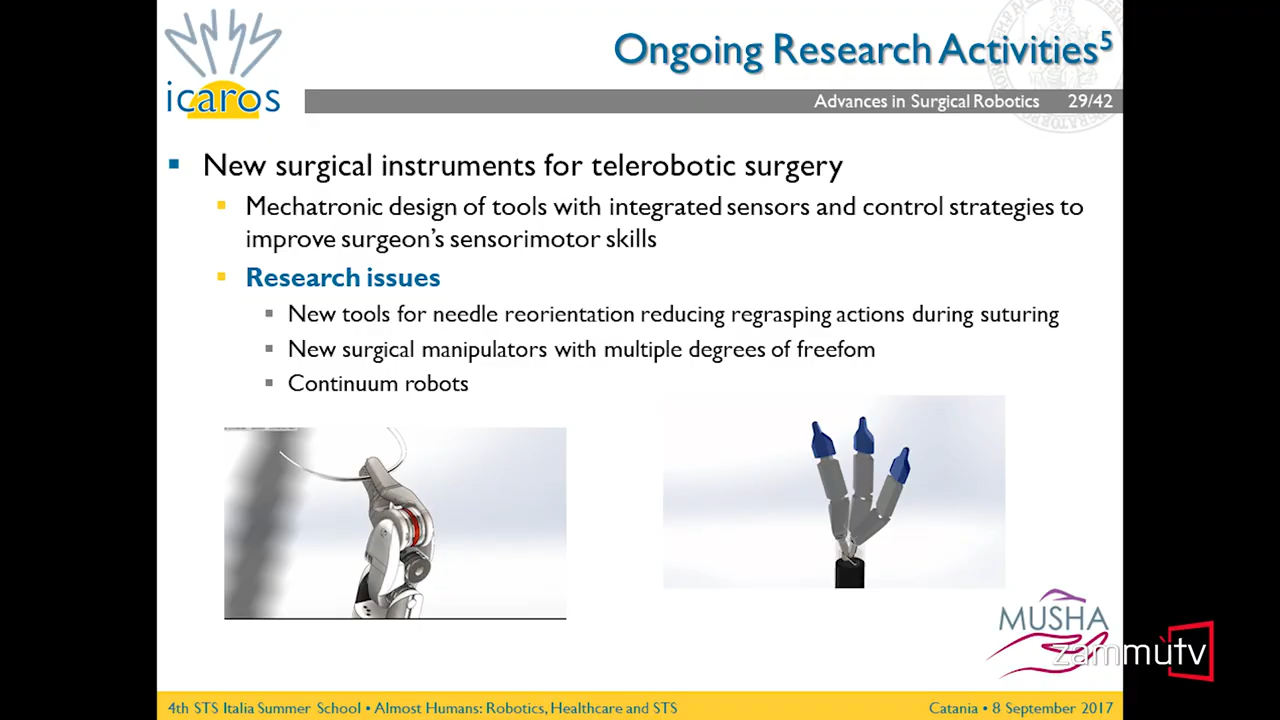 icaros
Ongoing Research Activities⁵
Advances in Surgical Robotics 29/42
New surgical instruments for telerobotic surgery
Mechatronic design of tools with integrated sensors and control strategies to
improve surgeon's sensorimotor skills
Research issues
New tools for needle reorientation reducing regrasping actions during suturing
New surgical manipulators with multiple degrees of freefom
Continuum robots
MUSHA
zammùtv
4th STS Italia Summer School • Almost Humans: Robotics, Healthcare and STS
Catania • 8 September 2017